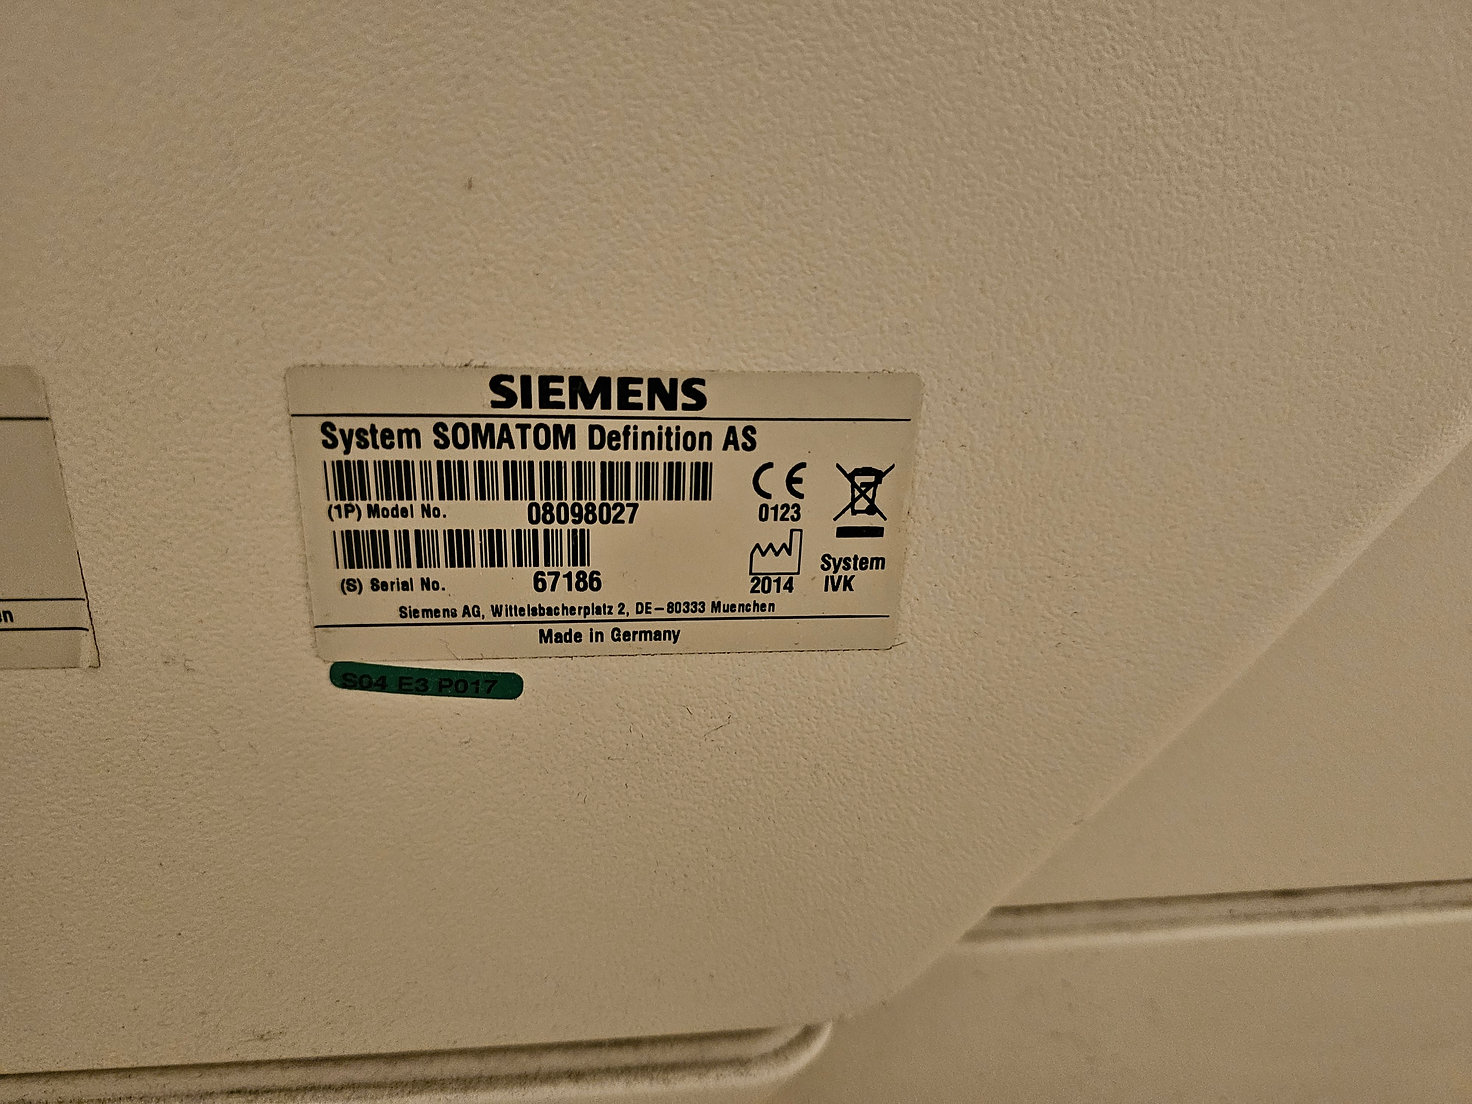 SIEMENS
System SOMATOM Definition AS
(1P) Model No. 08098027
CE
0123
(S) Serial No. 67186
2014
System
IVK
Siemens AG, Wittelsbacherplatz 2, DE-80333 Muenchen
Made in Germany
S04 E3 P017